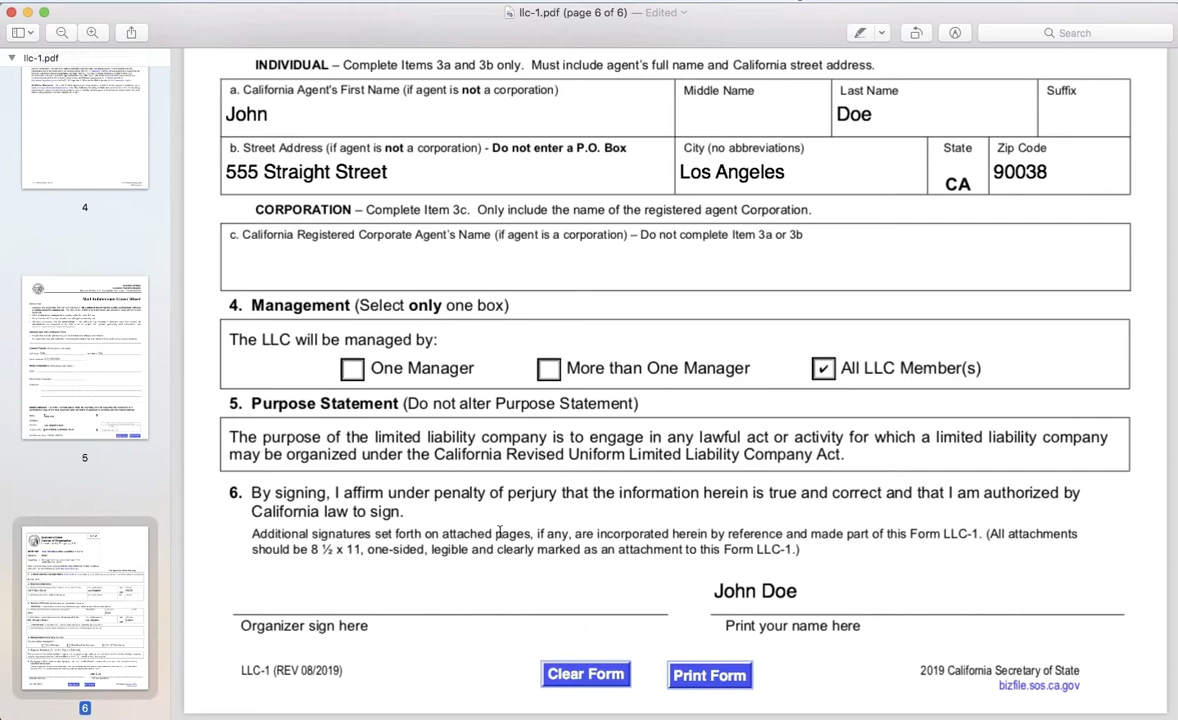 llc-1.pdf (page 6 of 6) — Edited
Search
llc-1.pdf
4
5
6
INDIVIDUAL – Complete Items 3a and 3b only. Must include agent's full name and California street address.
a. California Agent's First Name (if agent is not a corporation)
Middle Name
Last Name
Suffix
John
Doe
b. Street Address (if agent is not a corporation) - Do not enter a P.O. Box
City (no abbreviations)
State
Zip Code
555 Straight Street
Los Angeles
CA
90038
CORPORATION – Complete Item 3c. Only include the name of the registered agent Corporation.
c. California Registered Corporate Agent's Name (if agent is a corporation) – Do not complete Item 3a or 3b
4. Management (Select only one box)
The LLC will be managed by:
One Manager
More than One Manager
✔ All LLC Member(s)
5. Purpose Statement (Do not alter Purpose Statement)
The purpose of the limited liability company is to engage in any lawful act or activity for which a limited liability company
may be organized under the California Revised Uniform Limited Liability Company Act.
6. By signing, I affirm under penalty of perjury that the information herein is true and correct and that I am authorized by
California law to sign.
Additional signatures set forth on attached pages, if any, are incorporated herein by reference and made part of this Form LLC-1. (All attachments
should be 8 ½ x 11, one-sided, legible and clearly marked as an attachment to this Form LLC-1.)
John Doe
Organizer sign here
Print your name here
LLC-1 (REV 08/2019)
Clear Form
Print Form
2019 California Secretary of State
bizfile.sos.ca.gov